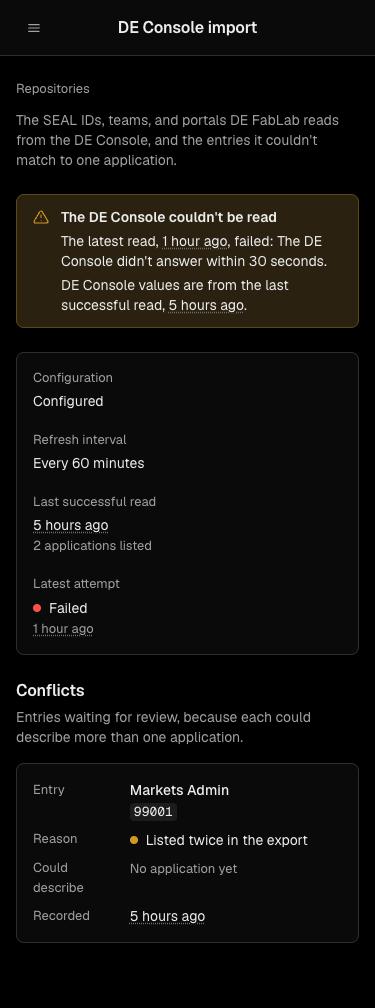 DE Console import
Repositories
The SEAL IDs, teams, and portals DE FabLab reads
from the DE Console, and the entries it couldn't
match to one application.
The DE Console couldn't be read
The latest read, 1 hour ago, failed: The DE
Console didn't answer within 30 seconds.
DE Console values are from the last
successful read, 5 hours ago.
Configuration
Configured
Refresh interval
Every 60 minutes
Last successful read
5 hours ago
2 applications listed
Latest attempt
Failed
1 hour ago
Conflicts
Entries waiting for review, because each could
describe more than one application.
Entry
Markets Admin
99001
Reason
Listed twice in the export
Could
describe
No application yet
Recorded
5 hours ago